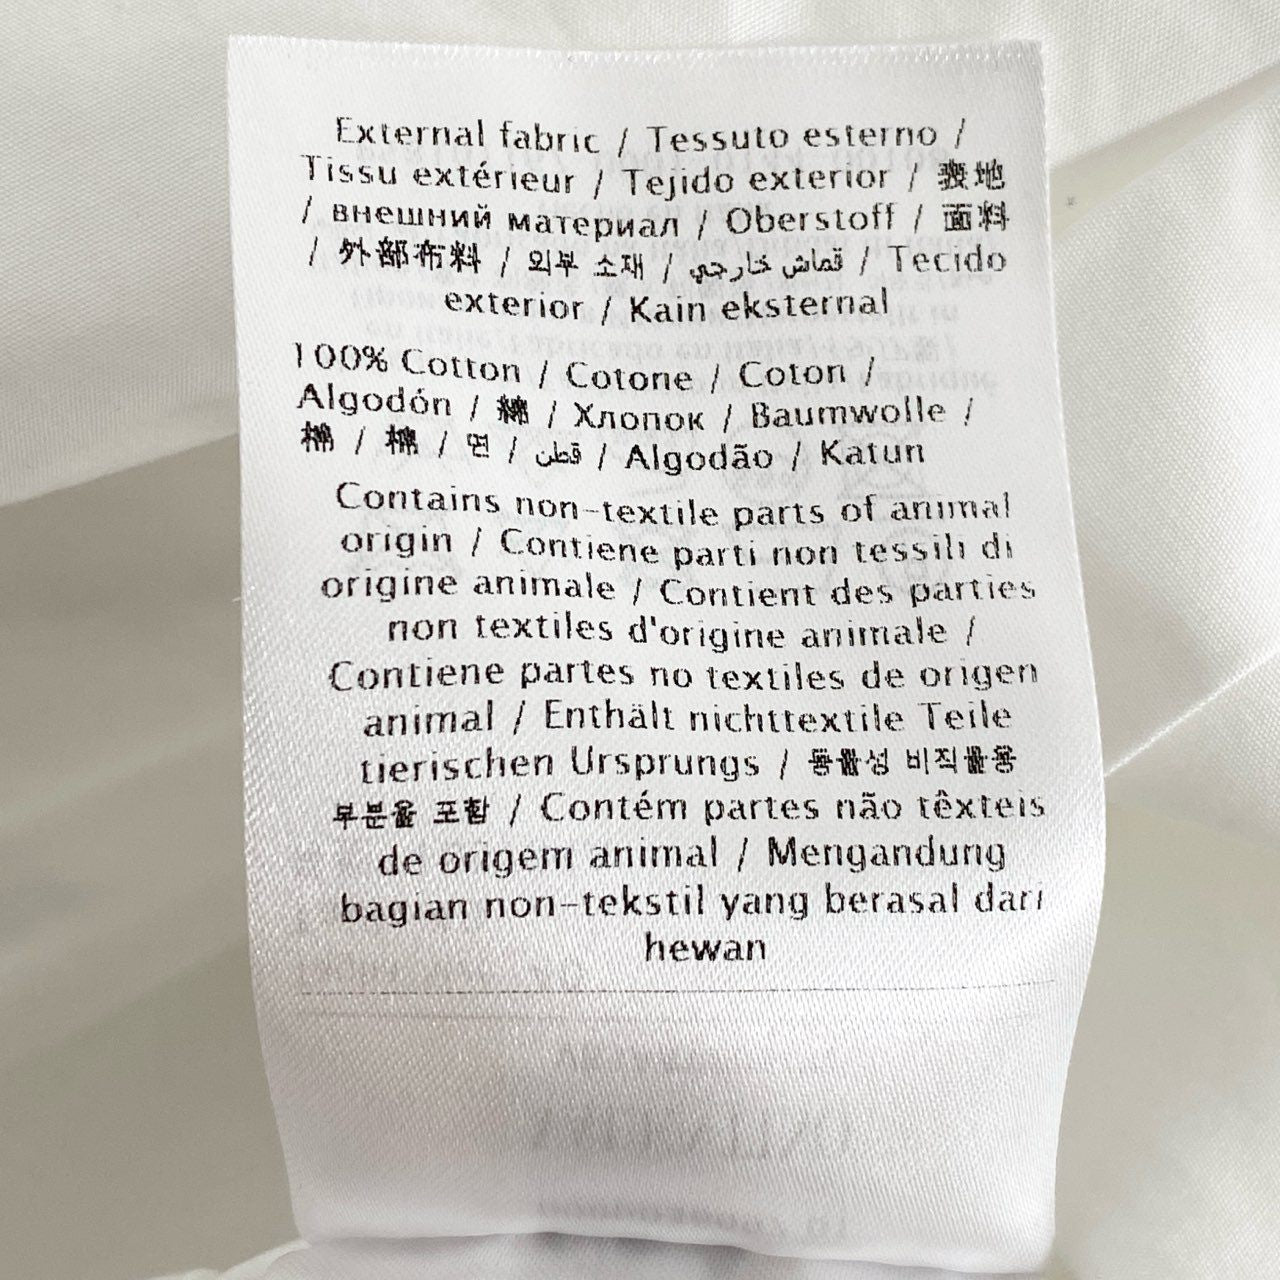 External fabric / Tessuto esterno /
Tissu extérieur / Tejido exterior / 表地
/ внешний материал / Oberstoff / 面料
/ 外部布料 / 외부 소재 / قماش خارجي / Tecido
exterior / Kain eksternal
100% Cotton / Cotone / Coton /
Algodón / 綿 / Хлопок / Baumwolle /
棉 / 棉 / 면 / قطن / Algodão / Katun
Contains non-textile parts of animal
origin / Contiene parti non tessili di
origine animale / Contient des parties
non textiles d'origine animale /
Contiene partes no textiles de origen
animal / Enthält nichttextile Teile
tierischen Ursprungs / 동물성 비직물용
부분을 포함 / Contém partes não têxteis
de origem animal / Mengandung
bagian non-tekstil yang berasal dari
hewan